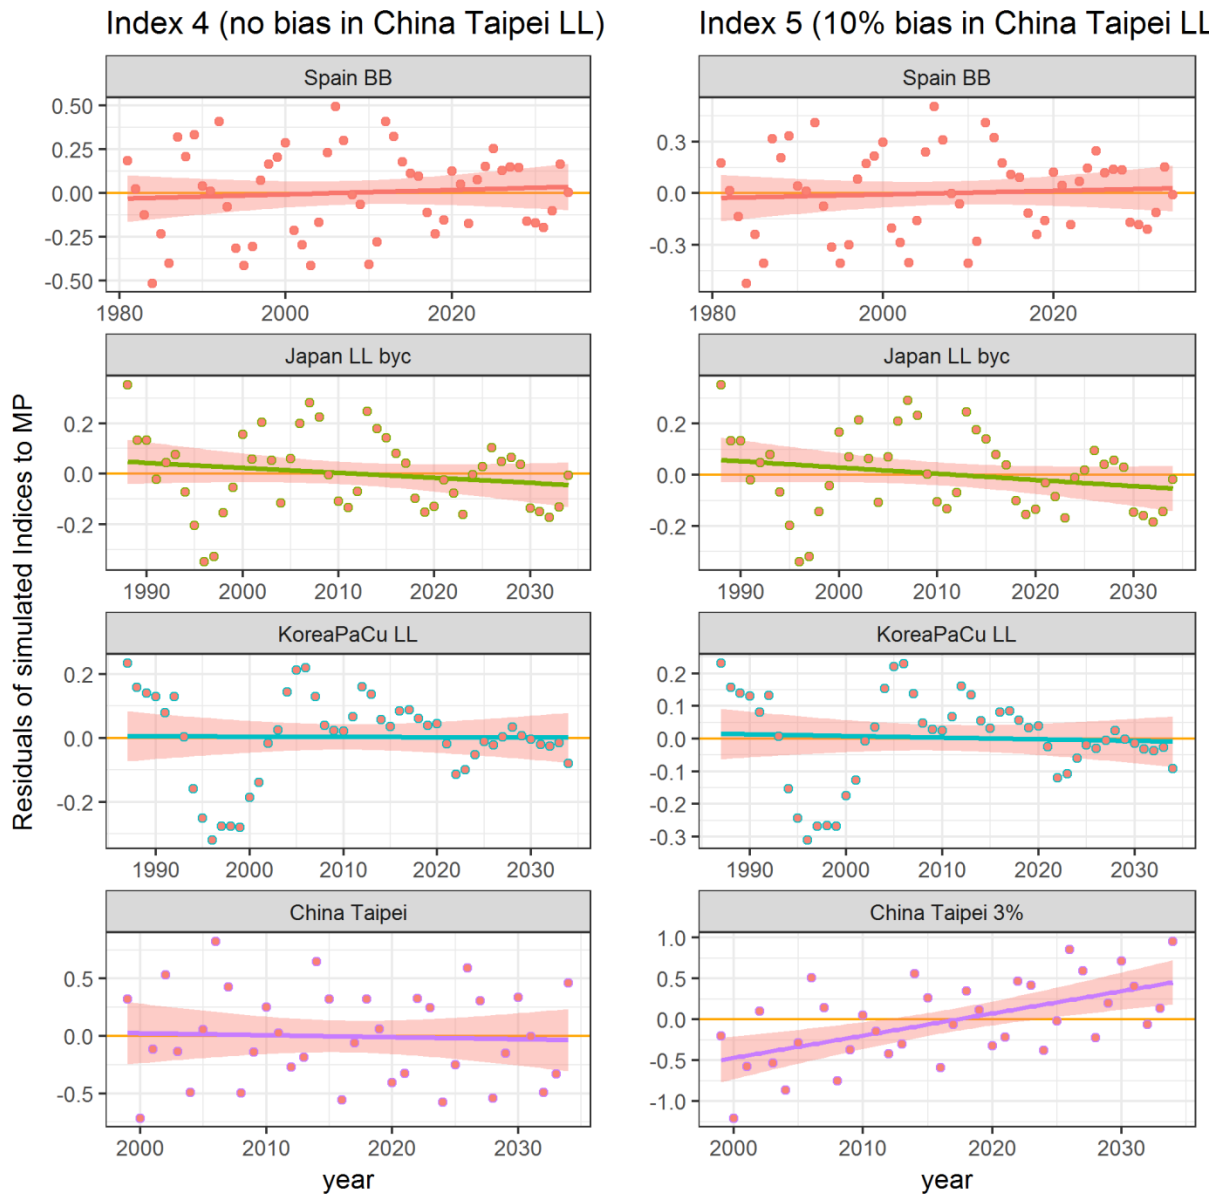 Index 4 (no bias in China Taipei LL)
Index 5 (10% bias in China Taipei LL
Residuals of simulated Indices to MP
Spain BB
0.50
0.25
0.00
-0.25
-0.50
1980 2000 2020
Spain BB
0.3
0.0
-0.3
1980 2000 2020
Japan LL byc
0.2
0.0
-0.2
1990 2000 2010 2020 2030
Japan LL byc
0.2
0.0
-0.2
1990 2000 2010 2020 2030
KoreaPaCu LL
0.2
0.0
-0.2
1990 2000 2010 2020 2030
KoreaPaCu LL
0.2
0.1
0.0
-0.1
-0.2
-0.3
1990 2000 2010 2020 2030
China Taipei
0.5
0.0
-0.5
2000 2010 2020 2030
year
China Taipei 3%
1.0
0.5
0.0
-0.5
-1.0
2000 2010 2020 2030
year